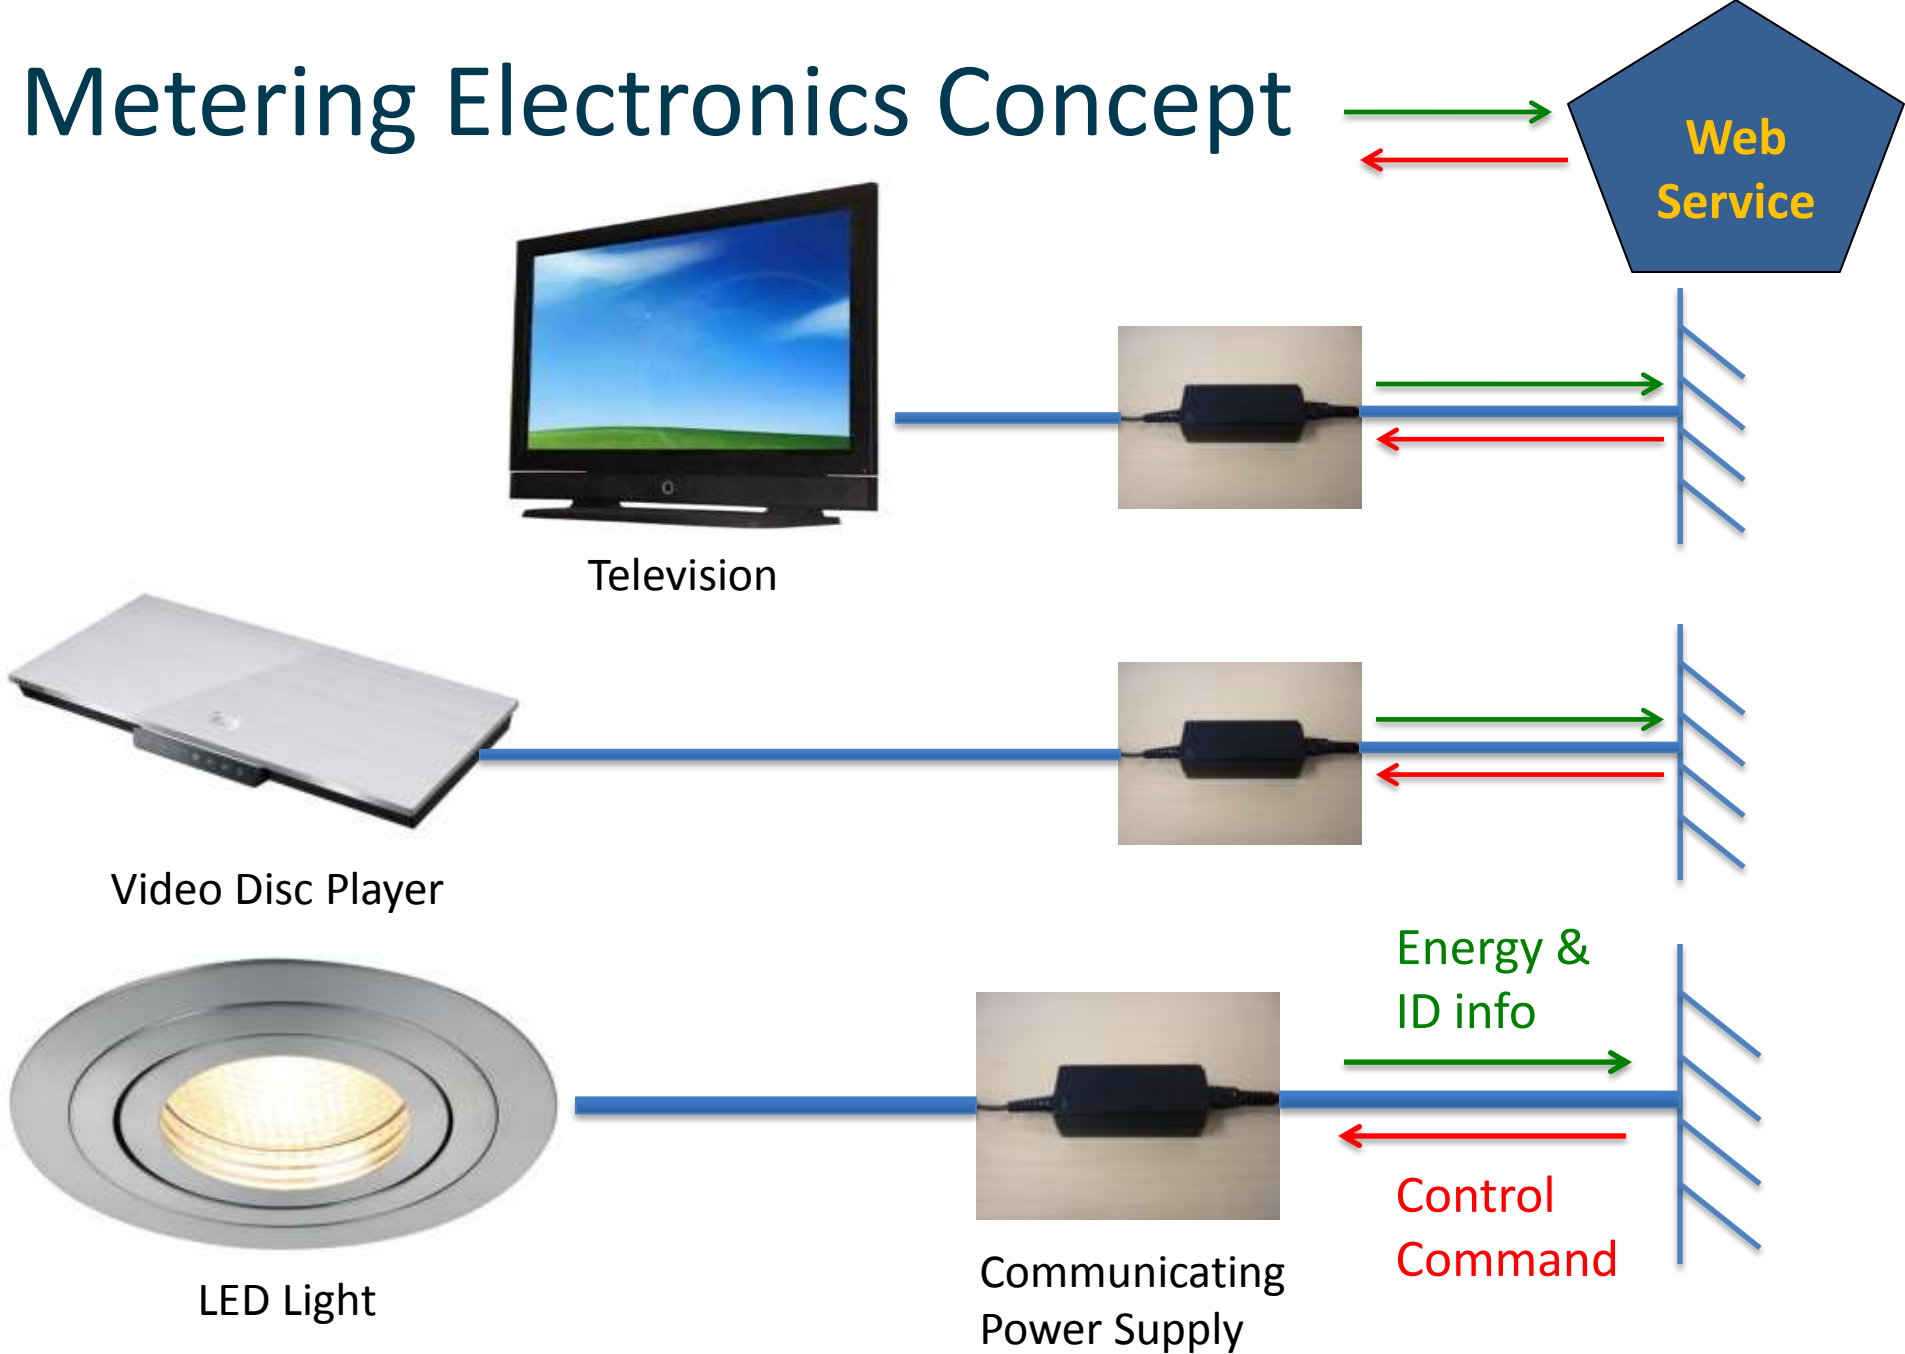 Metering Electronics Concept
Web
Service
Television
Video Disc Player
Energy &
ID info
Control
Command
LED Light
Communicating
Power Supply